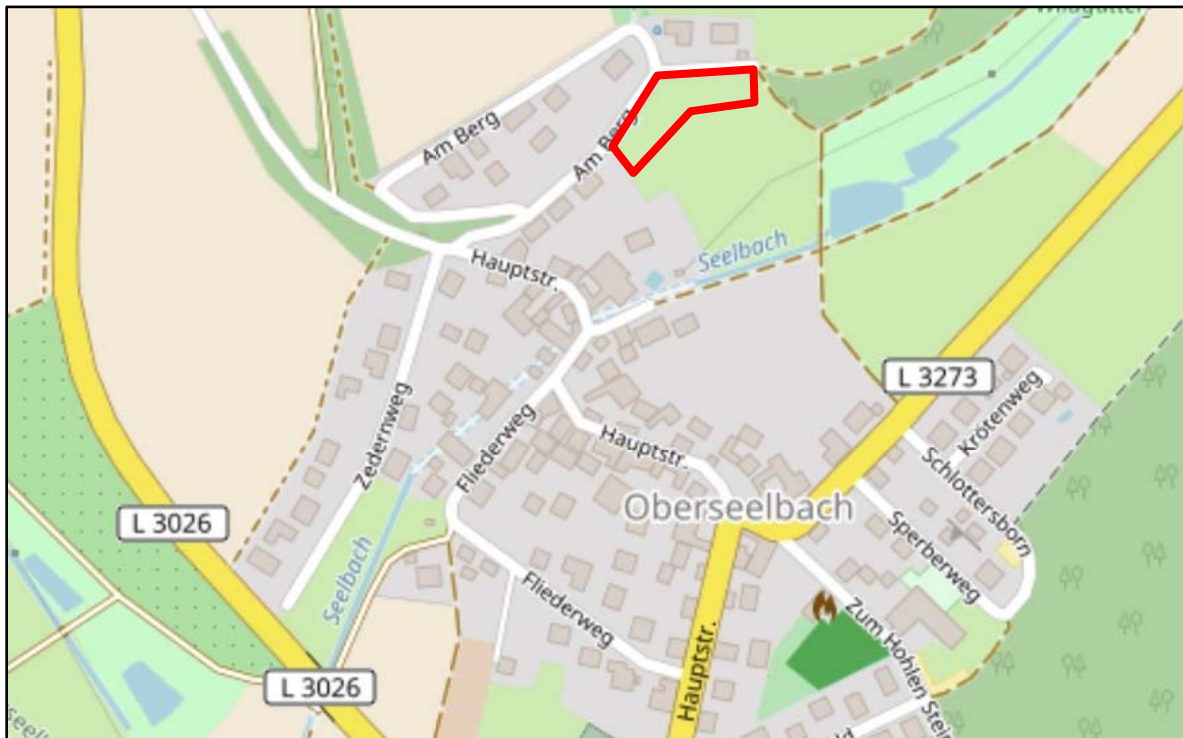 Wildgatter
Am Berg
Am Berg
Seelbach
Hauptstr.
L 3273
Krötenweg
Zedernweg
Fliederweg
Hauptstr.
Schlottersborn
Oberseelbach
L 3026
Sperberweg
Seelbach
Fliederweg
Zum Hohlen Stein
L 3026
Hauptstr.